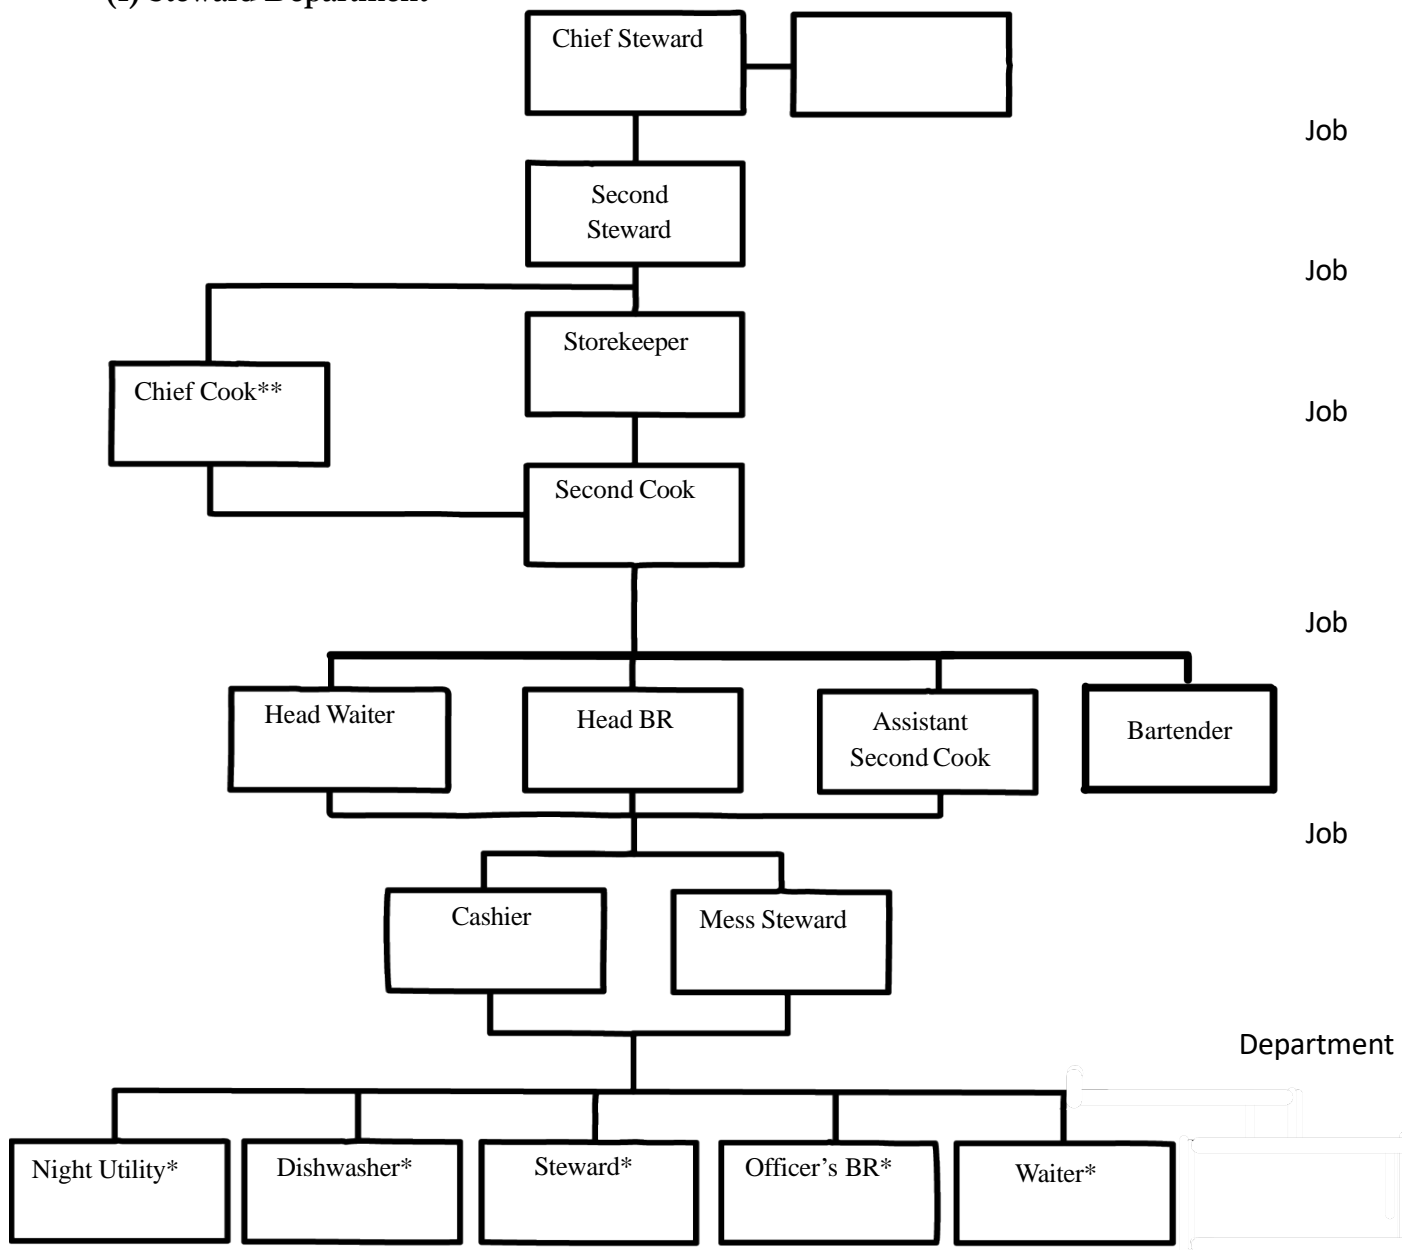 (f) Steward Department
Chief Steward
Job
Second
Steward
Job
Storekeeper
Chief Cook**
Job
Second Cook
Job
Head Waiter
Head BR
Assistant
Second Cook
Bartender
Job
Cashier
Mess Steward
Department
Night Utility*
Dishwasher*
Steward*
Officer’s BR*
Waiter*